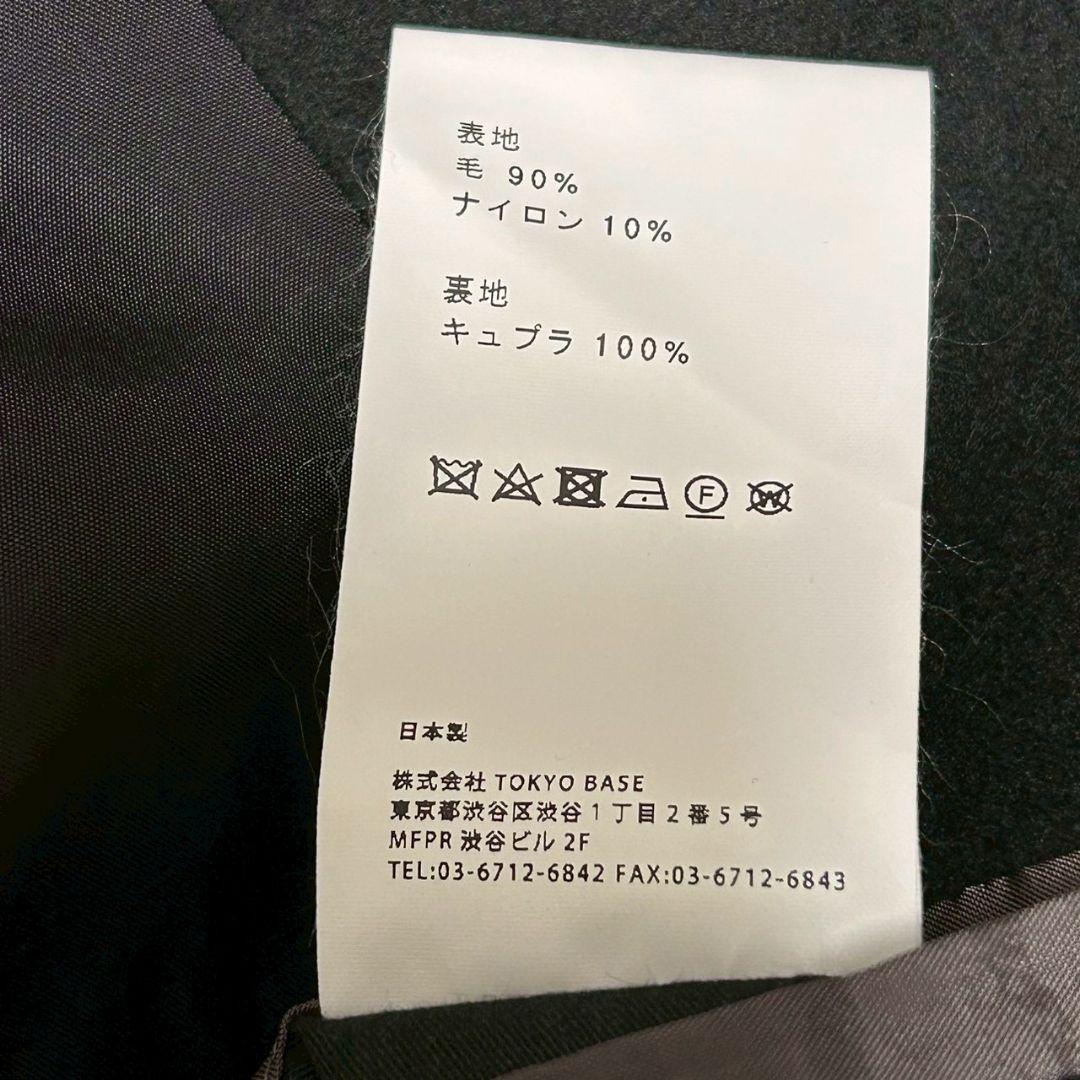 表地
毛 90%
ナイロン 10%
裏地
キュプラ 100%
F
W
日本製
株式会社 TOKYO BASE
東京都渋谷区渋谷1丁目2番5号
MFPR 渋谷ビル 2F
TEL:03-6712-6842 FAX:03-6712-6843